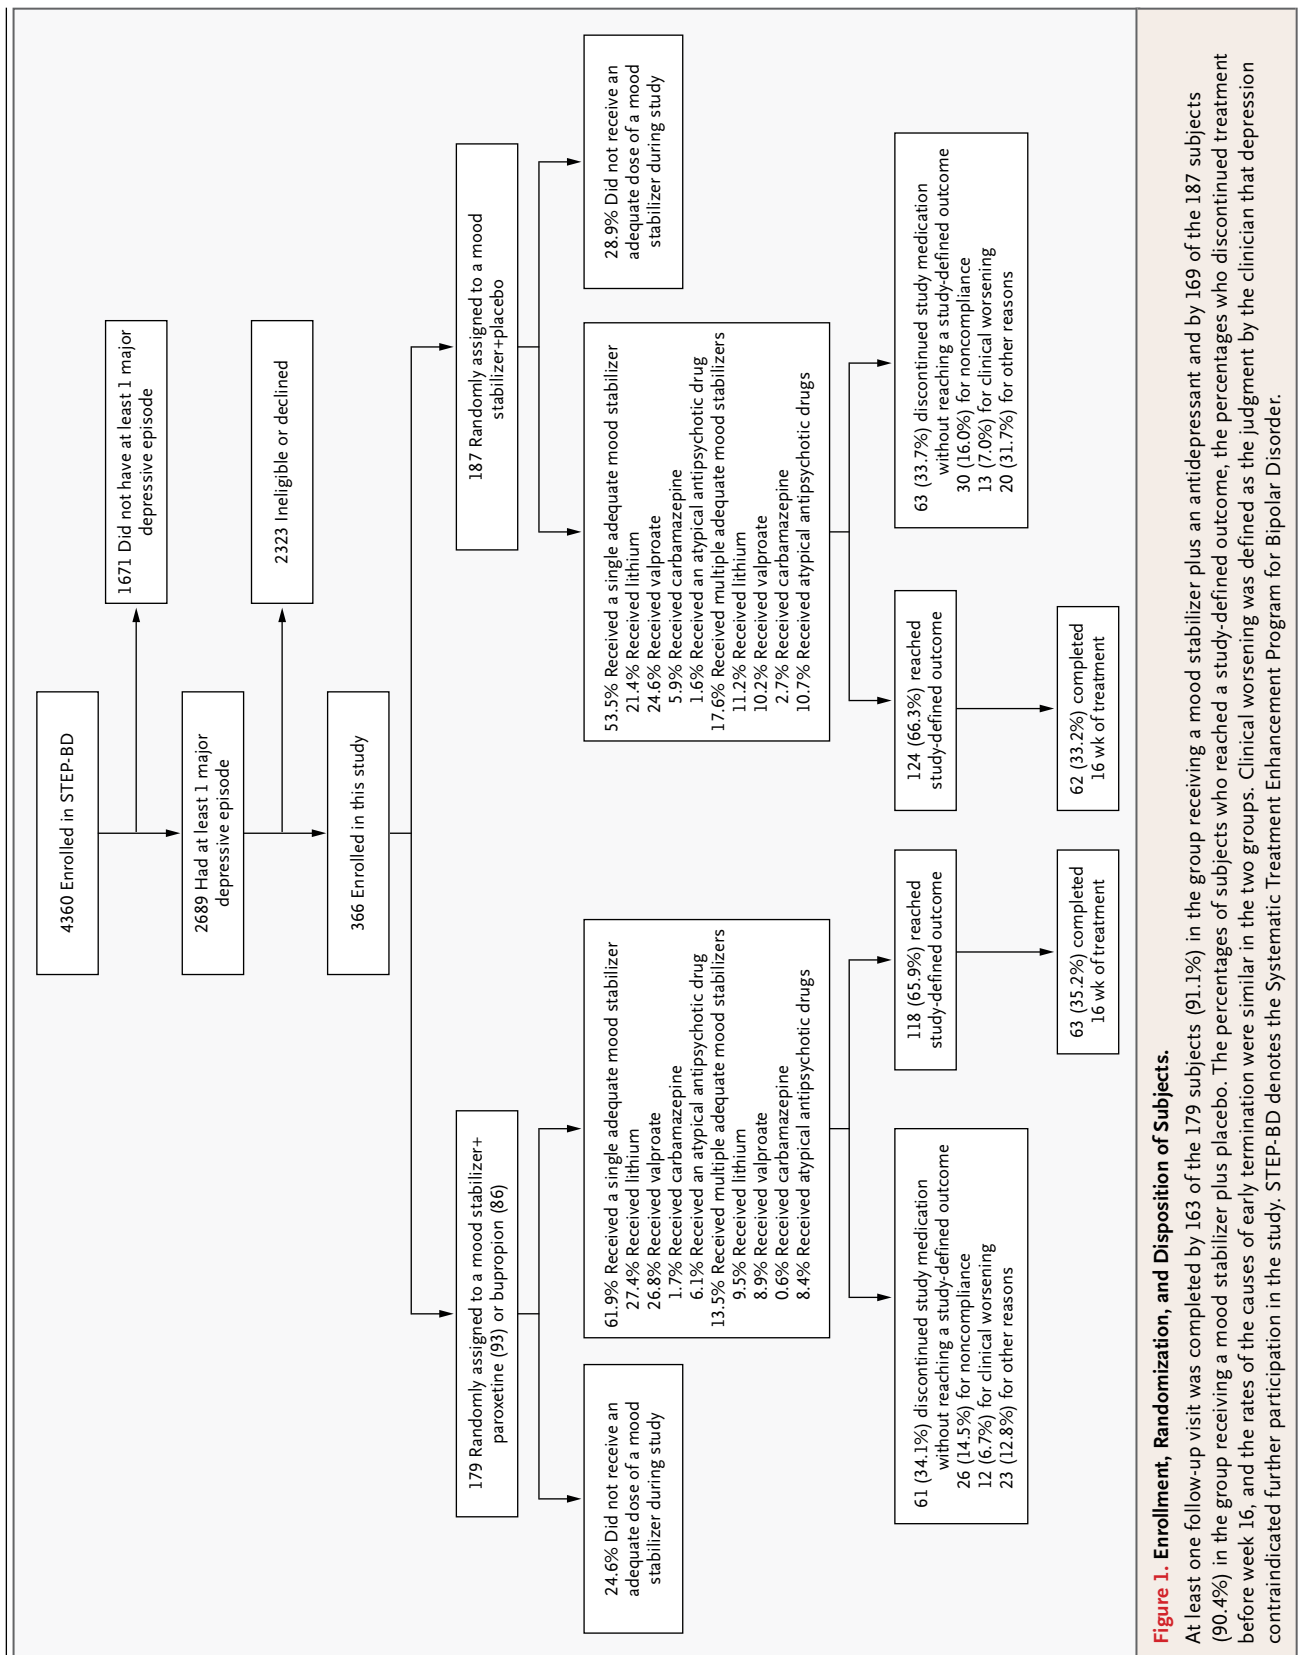 4360 Enrolled in STEP-BD
1671 Did not have at least 1 major
depressive episode
2689 Had at least 1 major
depressive episode
2323 Ineligible or declined
366 Enrolled in this study
179 Randomly assigned to a mood stabilizer+
paroxetine (93) or bupropion (86)
187 Randomly assigned to a mood
stabilizer+placebo
24.6% Did not receive an
adequate dose of a mood
stabilizer during study
61.9% Received a single adequate mood stabilizer
27.4% Received lithium
26.8% Received valproate
1.7% Received carbamazepine
6.1% Received an atypical antipsychotic drug
13.5% Received multiple adequate mood stabilizers
9.5% Received lithium
8.9% Received valproate
0.6% Received carbamazepine
8.4% Received atypical antipsychotic drugs
53.5% Received a single adequate mood stabilizer
21.4% Received lithium
24.6% Received valproate
5.9% Received carbamazepine
1.6% Received an atypical antipsychotic drug
17.6% Received multiple adequate mood stabilizers
11.2% Received lithium
10.2% Received valproate
2.7% Received carbamazepine
10.7% Received atypical antipsychotic drugs
28.9% Did not receive an
adequate dose of a mood
stabilizer during study
61 (34.1%) discontinued study medication
without reaching a study-defined outcome
26 (14.5%) for noncompliance
12 (6.7%) for clinical worsening
23 (12.8%) for other reasons
118 (65.9%) reached
study-defined outcome
124 (66.3%) reached
study-defined outcome
63 (33.7%) discontinued study medication
without reaching a study-defined outcome
30 (16.0%) for noncompliance
13 (7.0%) for clinical worsening
20 (31.7%) for other reasons
63 (35.2%) completed
16 wk of treatment
62 (33.2%) completed
16 wk of treatment
Figure 1. Enrollment, Randomization, and Disposition of Subjects.
At least one follow-up visit was completed by 163 of the 179 subjects (91.1%) in the group receiving a mood stabilizer plus an antidepressant and by 169 of the 187 subjects
(90.4%) in the group receiving a mood stabilizer plus placebo. The percentages of subjects who reached a study-defined outcome, the percentages who discontinued treatment
before week 16, and the rates of the causes of early termination were similar in the two groups. Clinical worsening was defined as the judgment by the clinician that depression
contraindicated further participation in the study. STEP-BD denotes the Systematic Treatment Enhancement Program for Bipolar Disorder.